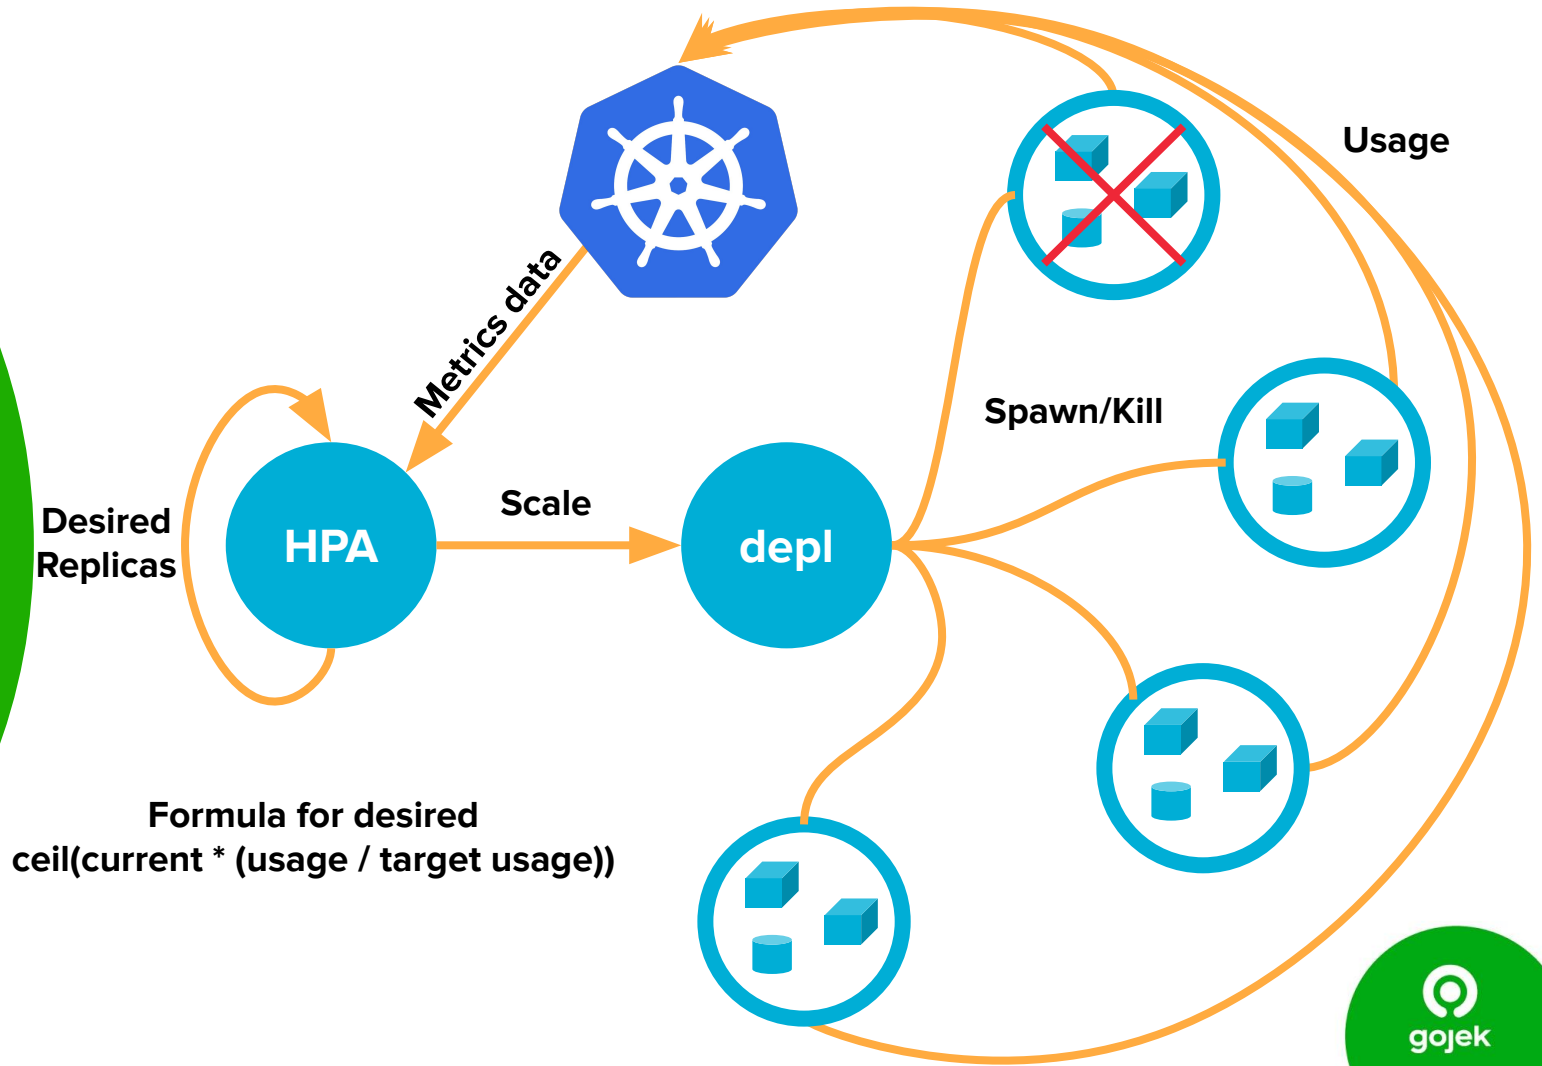 Usage
Metrics data
Spawn/Kill
Scale
Desired
Replicas
HPA
depl
Formula for desired
ceil(current * (usage / target usage))
gojek